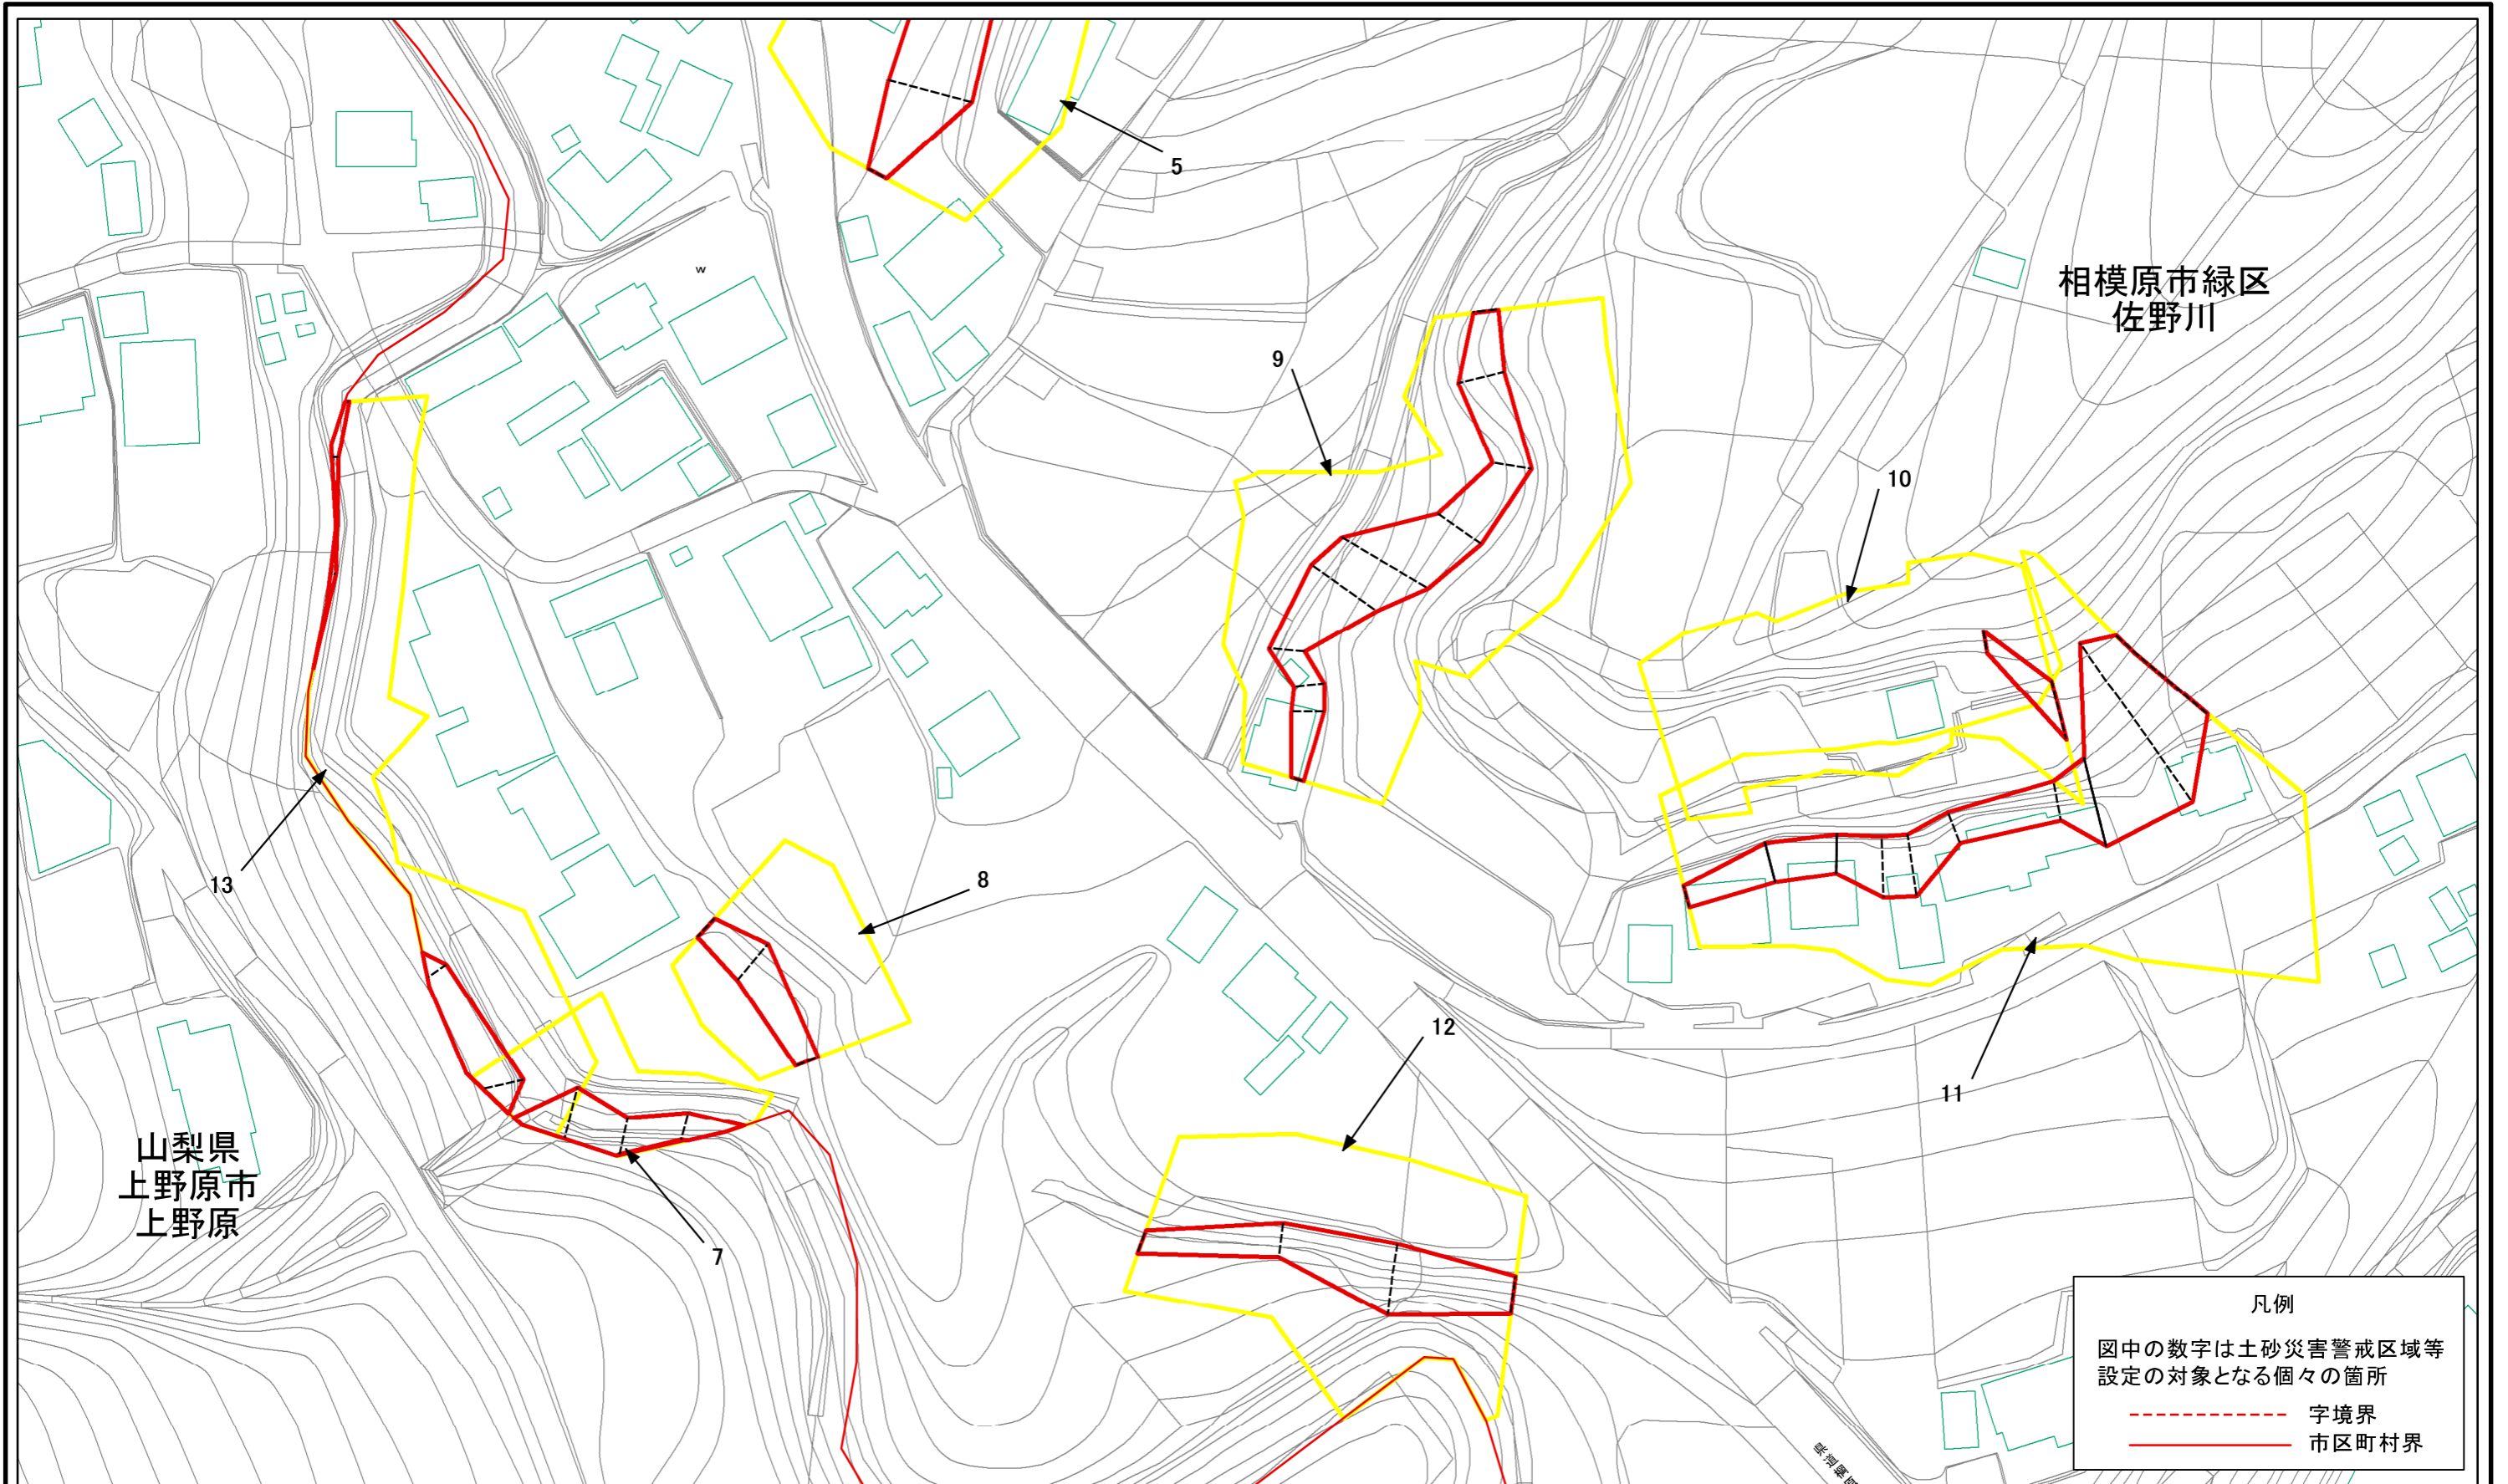 5
w
相模原市緑区
佐野川
9
10
13
8
12
11
山梨県
上野原市
上野原
7
凡例
図中の数字は土砂災害警戒区域等
設定の対象となる個々の箇所
字境界
市区町村界
県道